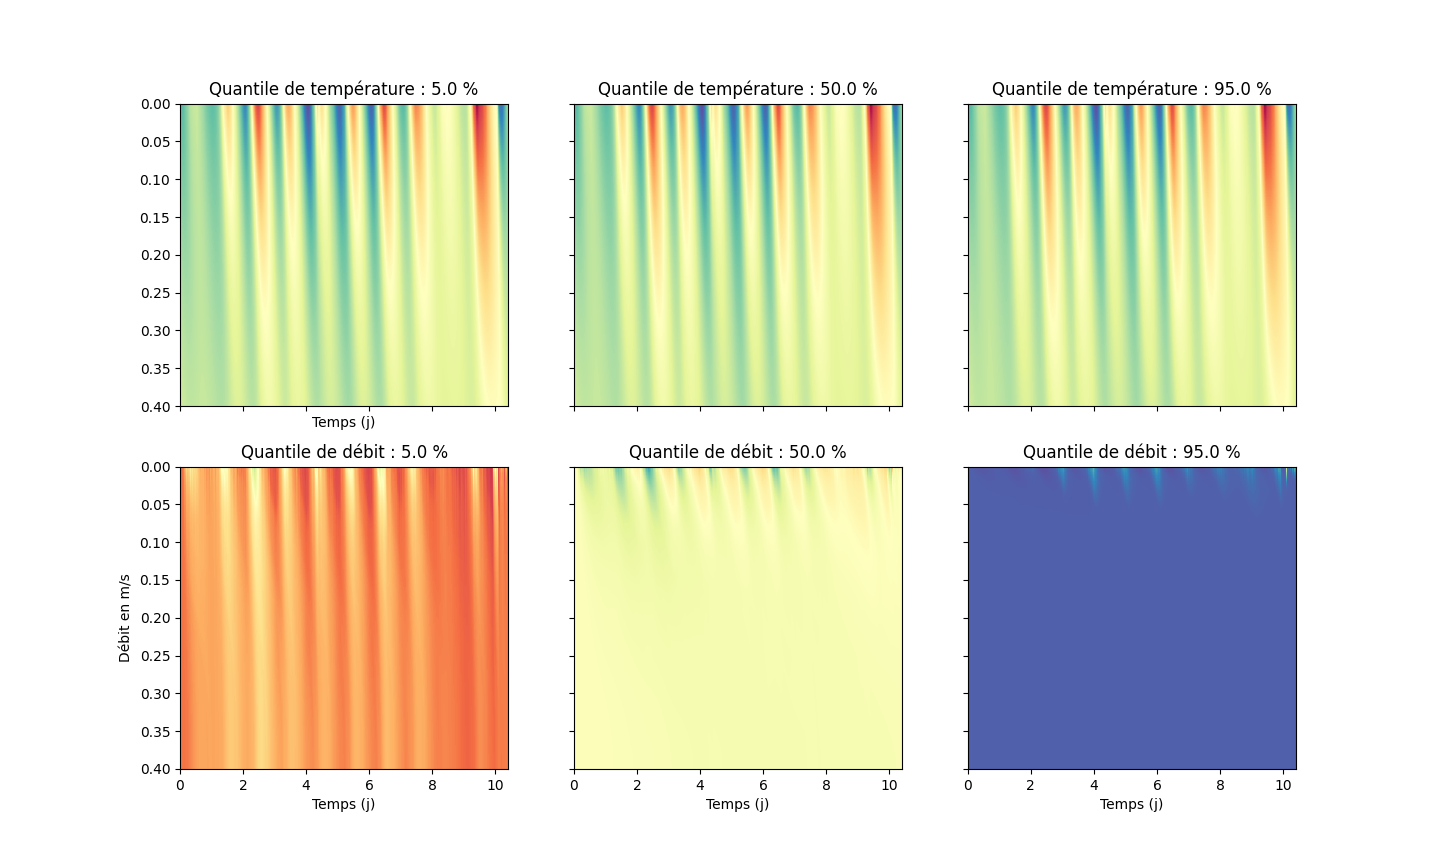 Quantile de température : 5.0 %
Quantile de température : 50.0 %
Quantile de température : 95.0 %
0.00
0.05
0.10
0.15
0.20
0.25
0.30
0.35
0.40
Temps (j)
Quantile de débit : 5.0 %
Quantile de débit : 50.0 %
Quantile de débit : 95.0 %
Débit en m/s
0.00
0.05
0.10
0.15
0.20
0.25
0.30
0.35
0.40
0 2 4 6 8 10
0 2 4 6 8 10
0 2 4 6 8 10
Temps (j)
Temps (j)
Temps (j)